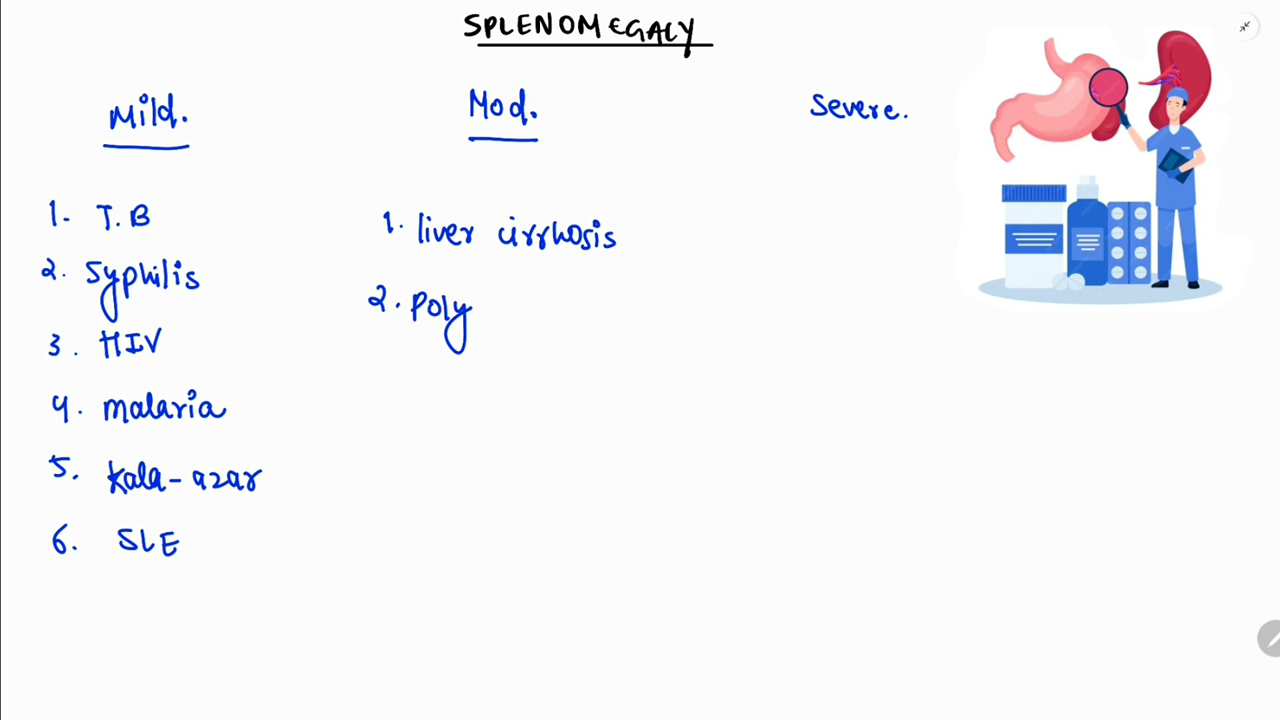 SPLENOMEGALY
Mild.
1. T.B
2. Syphilis
3. HIV
4. malaria
5. kala-azar
6. SLE
Mod.
1. liver cirrhosis
2. Poly
Severe.